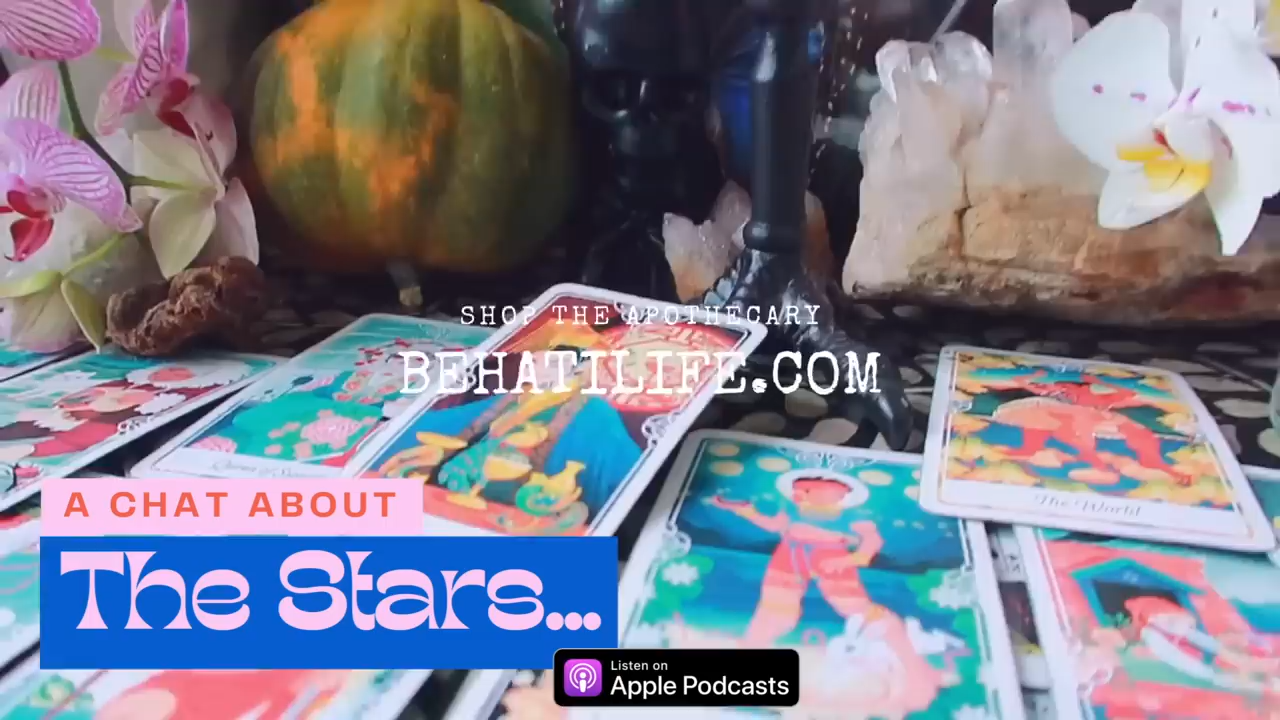 SHOP THE APOTHECARY
BEHATILIFE.COM
A CHAT ABOUT
The Stars...
The World
Listen on
Apple Podcasts